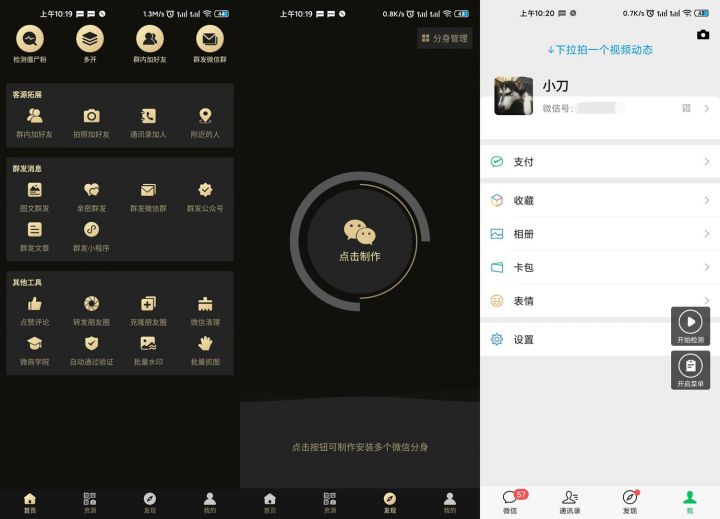 上午10:19
1.3M/s
48
检测僵尸粉
多开
群内加好友
群发微信群
客源拓展
群内加好友
拍照加好友
通讯录加人
附近的人
群发消息
图文群发
亲密群发
群发微信群
群发公众号
群发文章
群发小程序
其他工具
点赞评论
转发朋友圈
克隆朋友圈
微信清理
微商学院
自动通过验证
批量水印
批量抓图
首页
资源
发现
我的
上午10:19
0.8K/s
48
分身管理
点击制作
点击按钮可制作安装多个微信分身
首页
资源
发现
我的
上午10:20
0.7K/s
48
↓下拉拍一个视频动态
小刀
微信号:
支付
收藏
相册
卡包
表情
设置
开始检测
开启菜单
57
微信
通讯录
发现
我